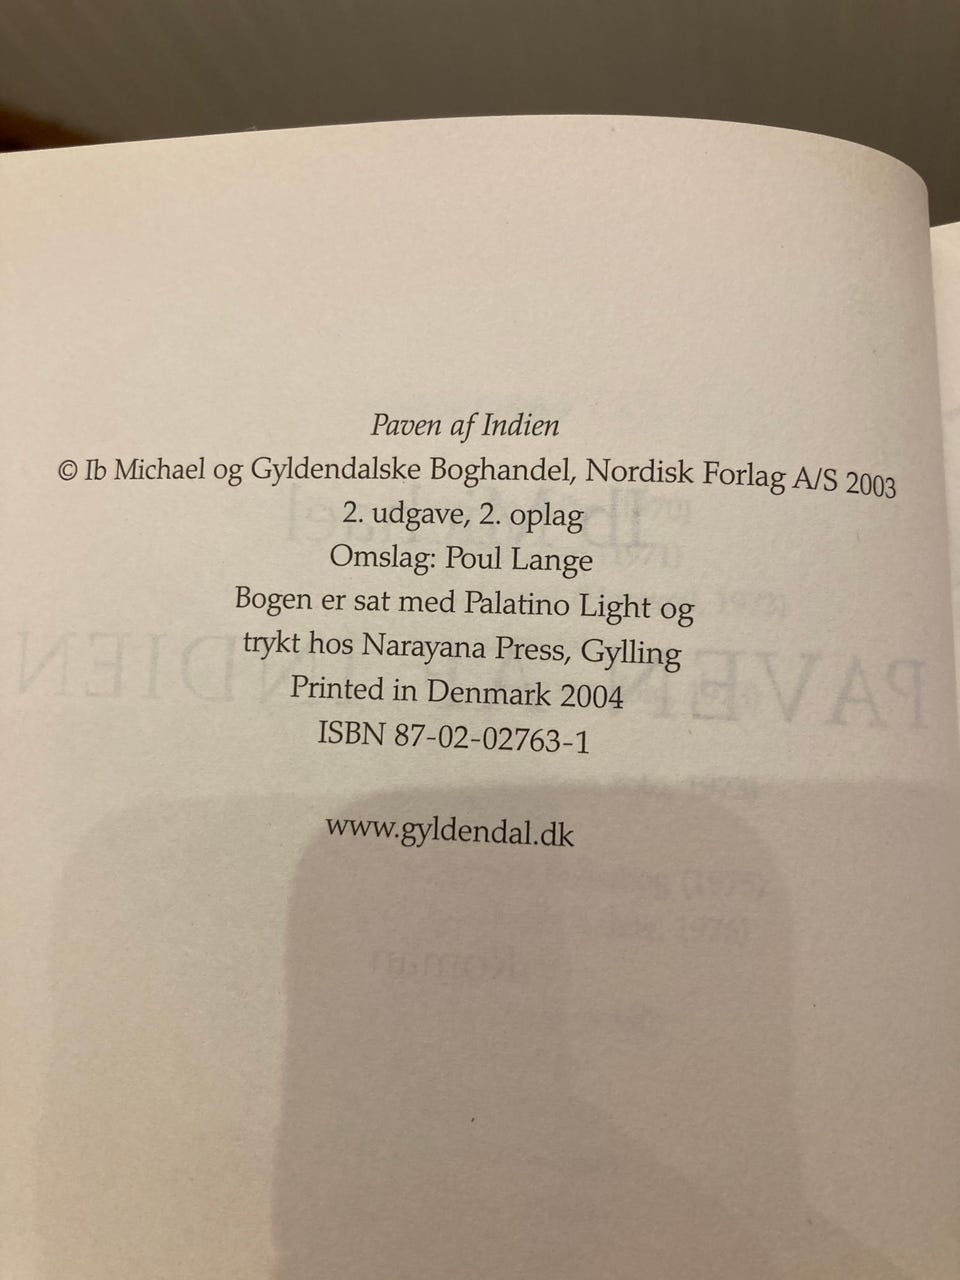 Paven af Indien
© Ib Michael og Gyldendalske Boghandel, Nordisk Forlag A/S 2003
2. udgave, 2. oplag
Omslag: Poul Lange
Bogen er sat med Palatino Light og
trykt hos Narayana Press, Gylling
Printed in Denmark 2004
ISBN 87-02-02763-1
www.gyldendal.dk